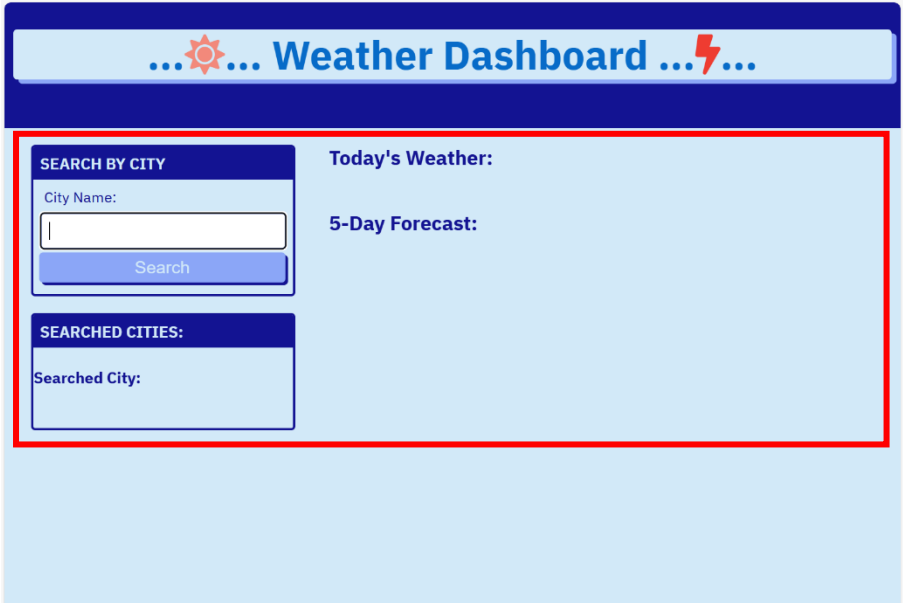 ...☀... Weather Dashboard ...⚡...
SEARCH BY CITY
City Name:
Search
SEARCHED CITIES:
Searched City:
Today's Weather:
5-Day Forecast: